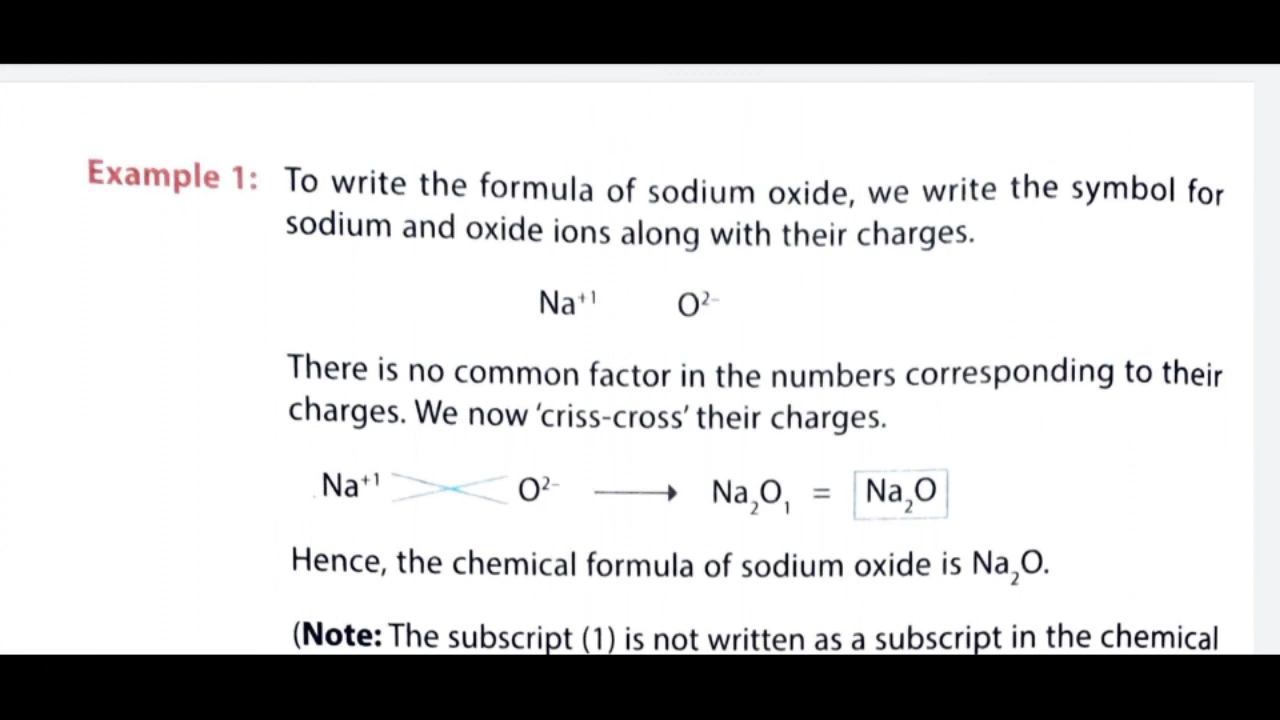 Example 1: To write the formula of sodium oxide, we write the symbol for
sodium and oxide ions along with their charges.
Na⁺¹ O²⁻
There is no common factor in the numbers corresponding to their
charges. We now ‘criss-cross’ their charges.
Na⁺¹ O²⁻ ⟶ Na₂O₁ = Na₂O
Hence, the chemical formula of sodium oxide is Na₂O.
(Note: The subscript (1) is not written as a subscript in the chemical